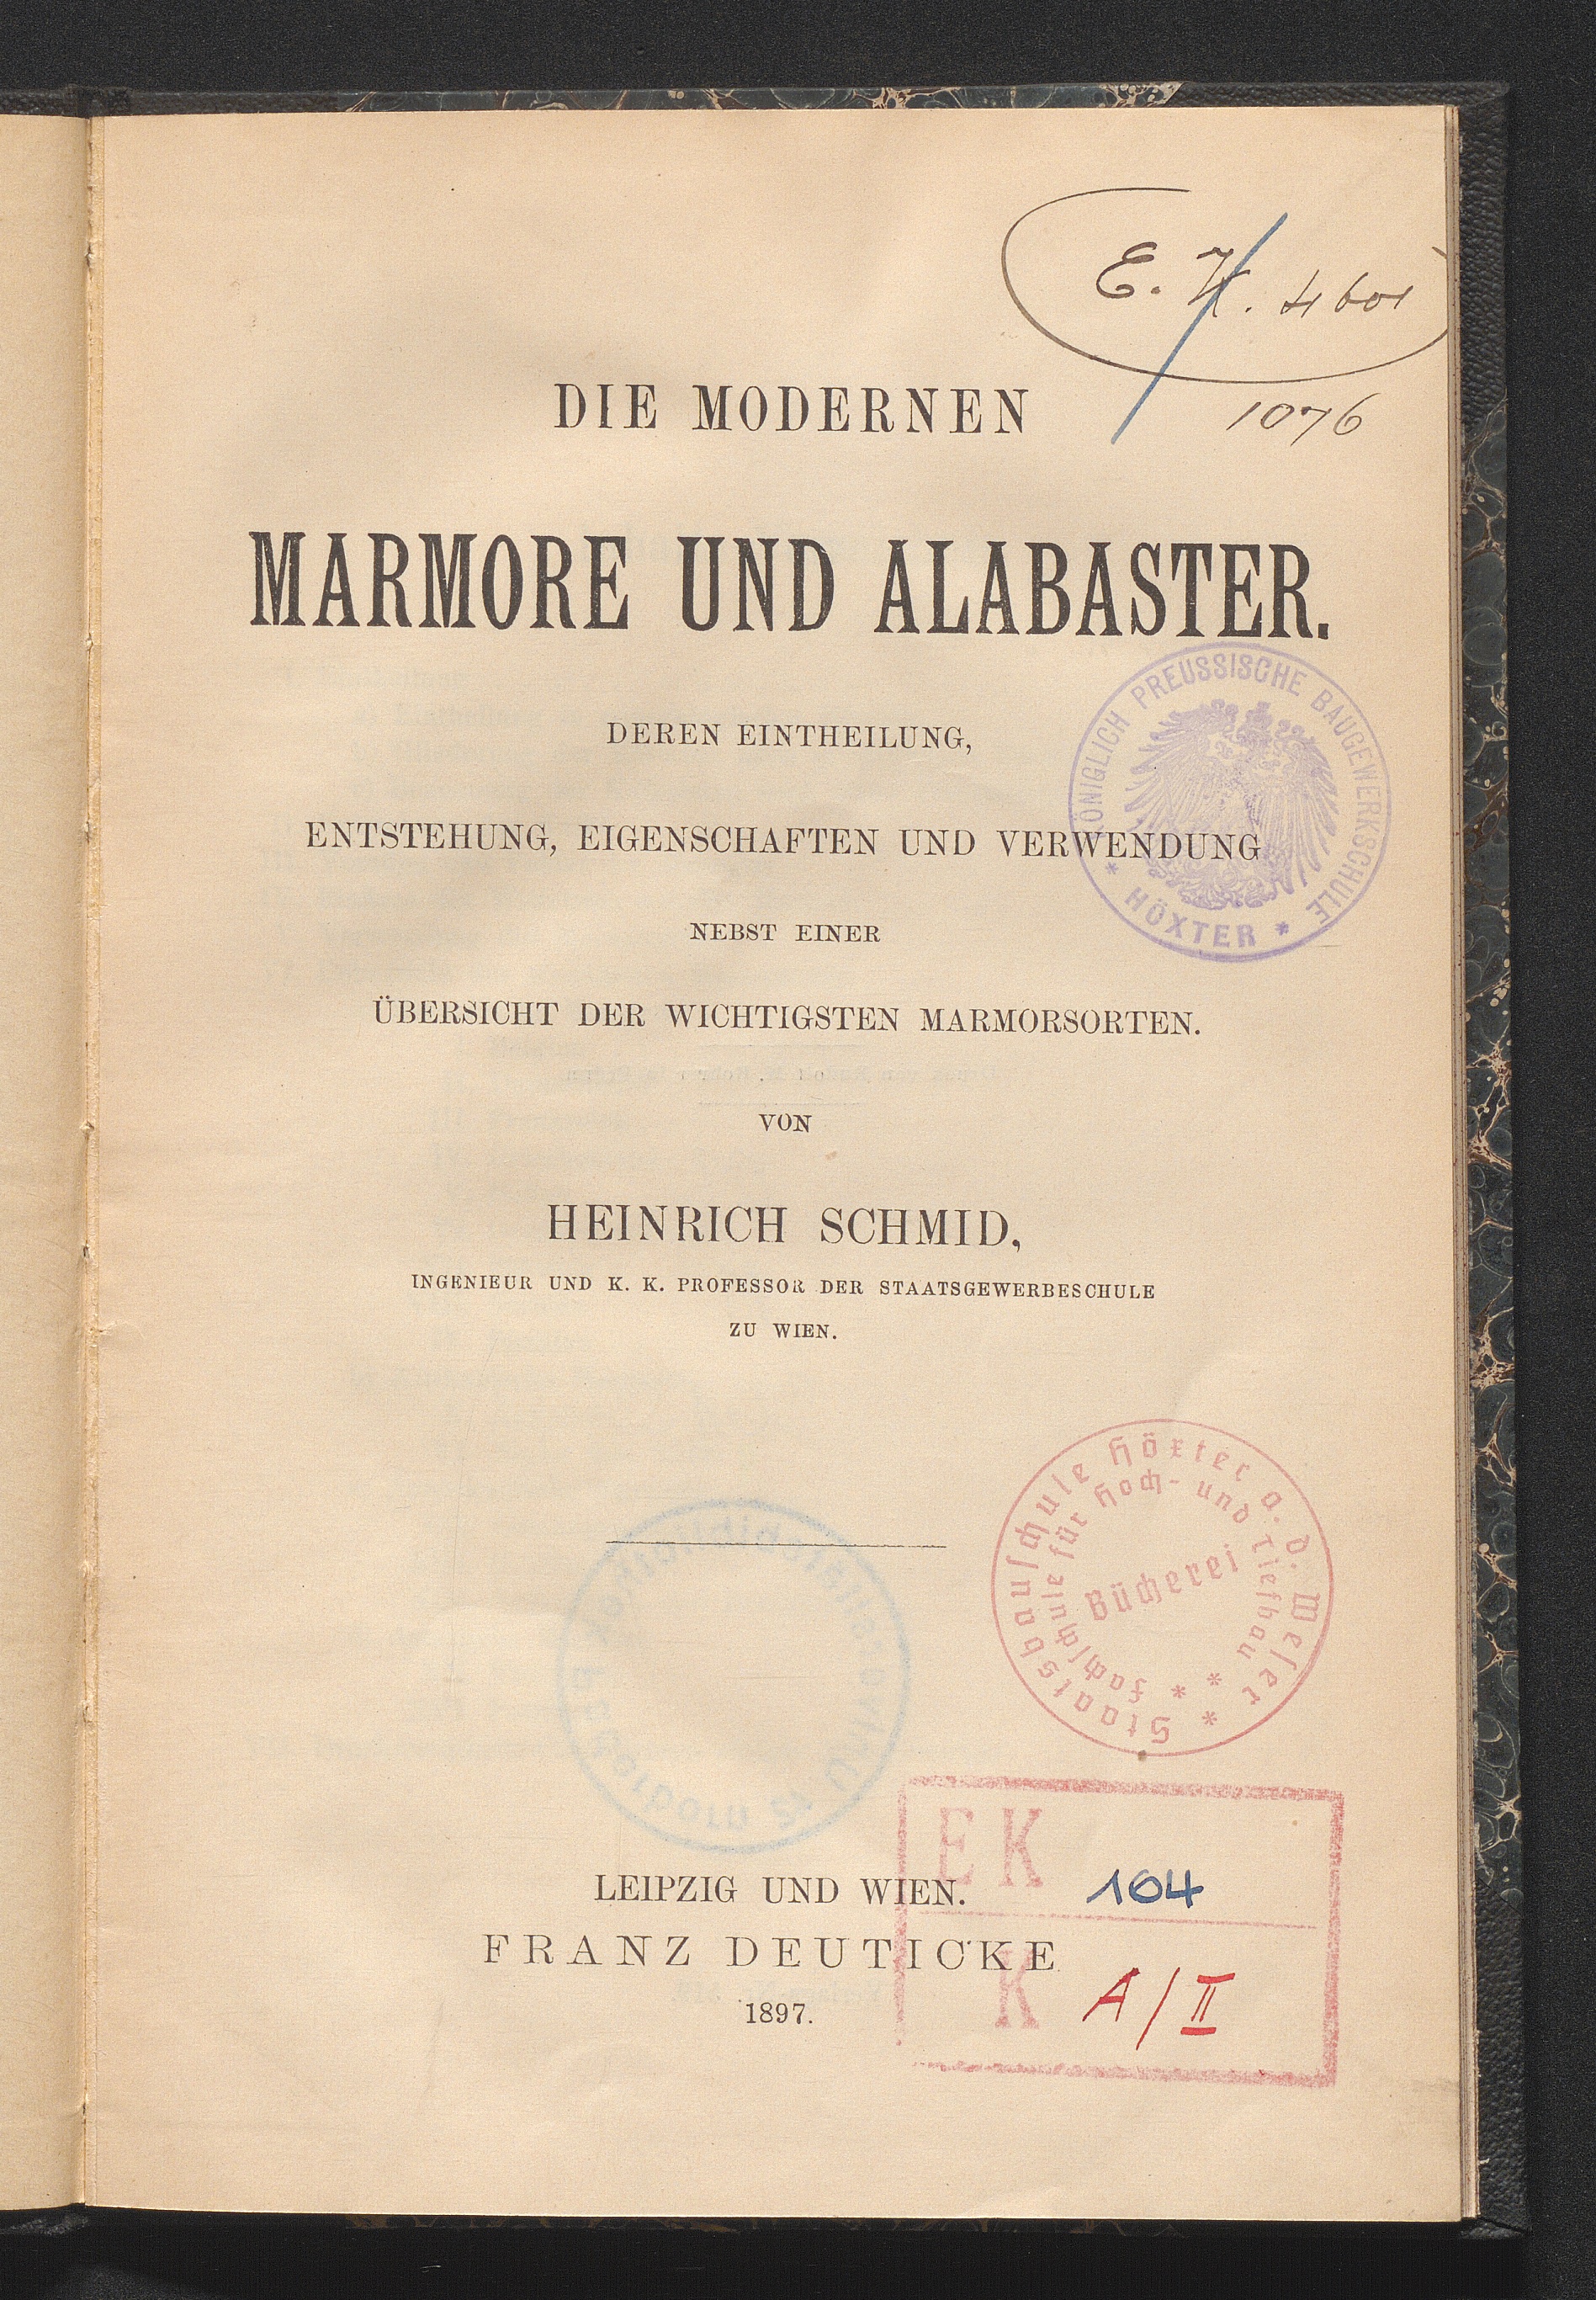 E. K. 4601
1076
DIE MODERNEN
MARMORE UND ALABASTER.
DEREN EINTHEILUNG,
ENTSTEHUNG, EIGENSCHAFTEN UND VERWENDUNG
NEBST EINER
ÜBERSICHT DER WICHTIGSTEN MARMORSORTEN.
VON
HEINRICH SCHMID,
INGENIEUR UND K. K. PROFESSOR DER STAATSGEWERBESCHULE
ZU WIEN.
KÖNIGLICH PREUSSISCHE BAUGEWERKSCHULE
* HÖXTER *
Staatsbauschule Höxter a. d. Weser *
Fachschule für Hoch- und Tiefbau * *
Bücherei
LEIPZIG UND WIEN.
FRANZ DEUTICKE
1897.
EK 104
K A/II